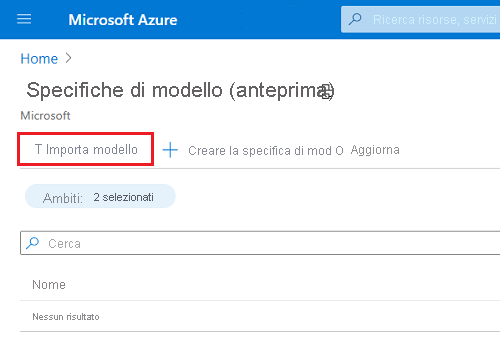 Microsoft Azure
Ricerca risorse, servizi
Home
Specifiche di modello (anteprima)
Microsoft
T Importa modello + Creare la specifica di mod O Aggiorna
Ambiti: 2 selezionati
Cerca
Nome
Nessun risultato